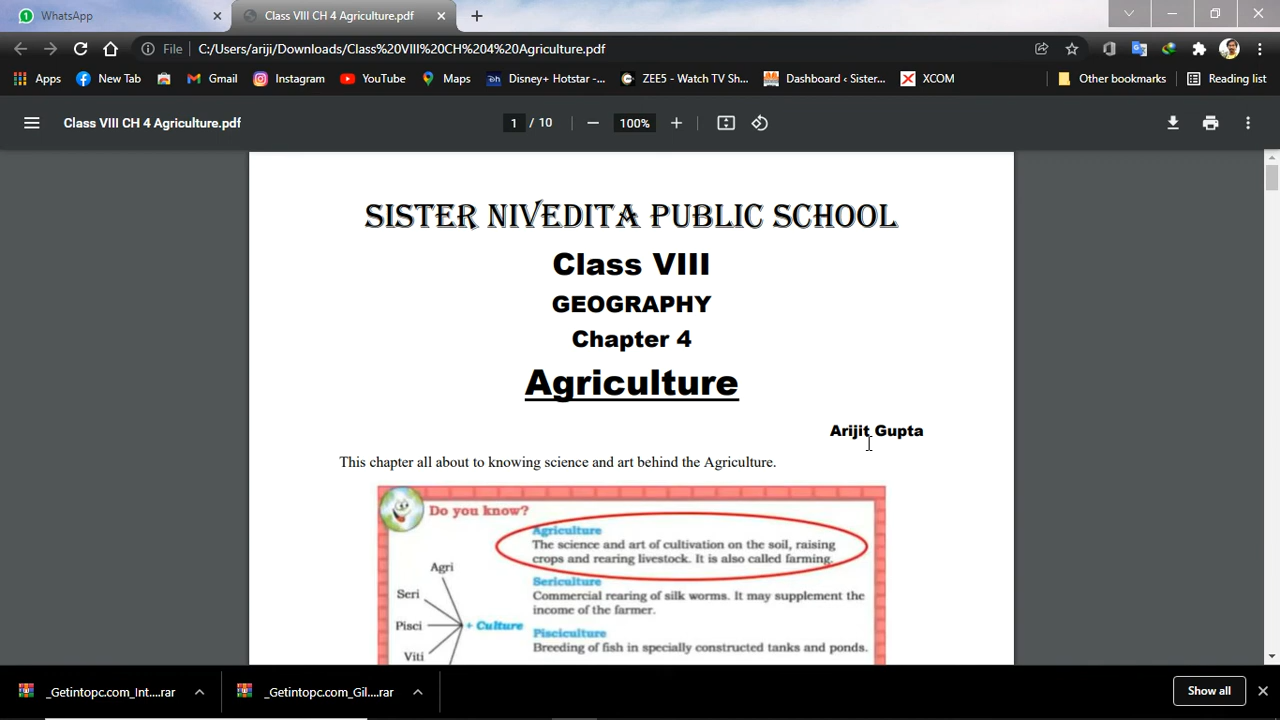 WhatsApp
Class VIII CH 4 Agriculture.pdf
File
C:/Users/ariji/Downloads/Class%20VIII%20CH%204%20Agriculture.pdf
Apps
New Tab
Gmail
Instagram
YouTube
Maps
Disney+ Hotstar -...
ZEE5 - Watch TV Sh...
Dashboard ‹ Sister...
XCOM
Other bookmarks
Reading list
Class VIII CH 4 Agriculture.pdf
1 / 10
100%
SISTER NIVEDITA PUBLIC SCHOOL
Class VIII
GEOGRAPHY
Chapter 4
Agriculture
Arijit Gupta
This chapter all about to knowing science and art behind the Agriculture.
Do you know?
Agriculture
The science and art of cultivation on the soil, raising
crops and rearing livestock. It is also called farming.
Agri
Seri
Pisci
Viti
+ Culture
Sericulture
Commercial rearing of silk worms. It may supplement the
income of the farmer.
Pisciculture
Breeding of fish in specially constructed tanks and ponds.
_Getintopc.com_Int....rar
_Getintopc.com_Gil....rar
Show all